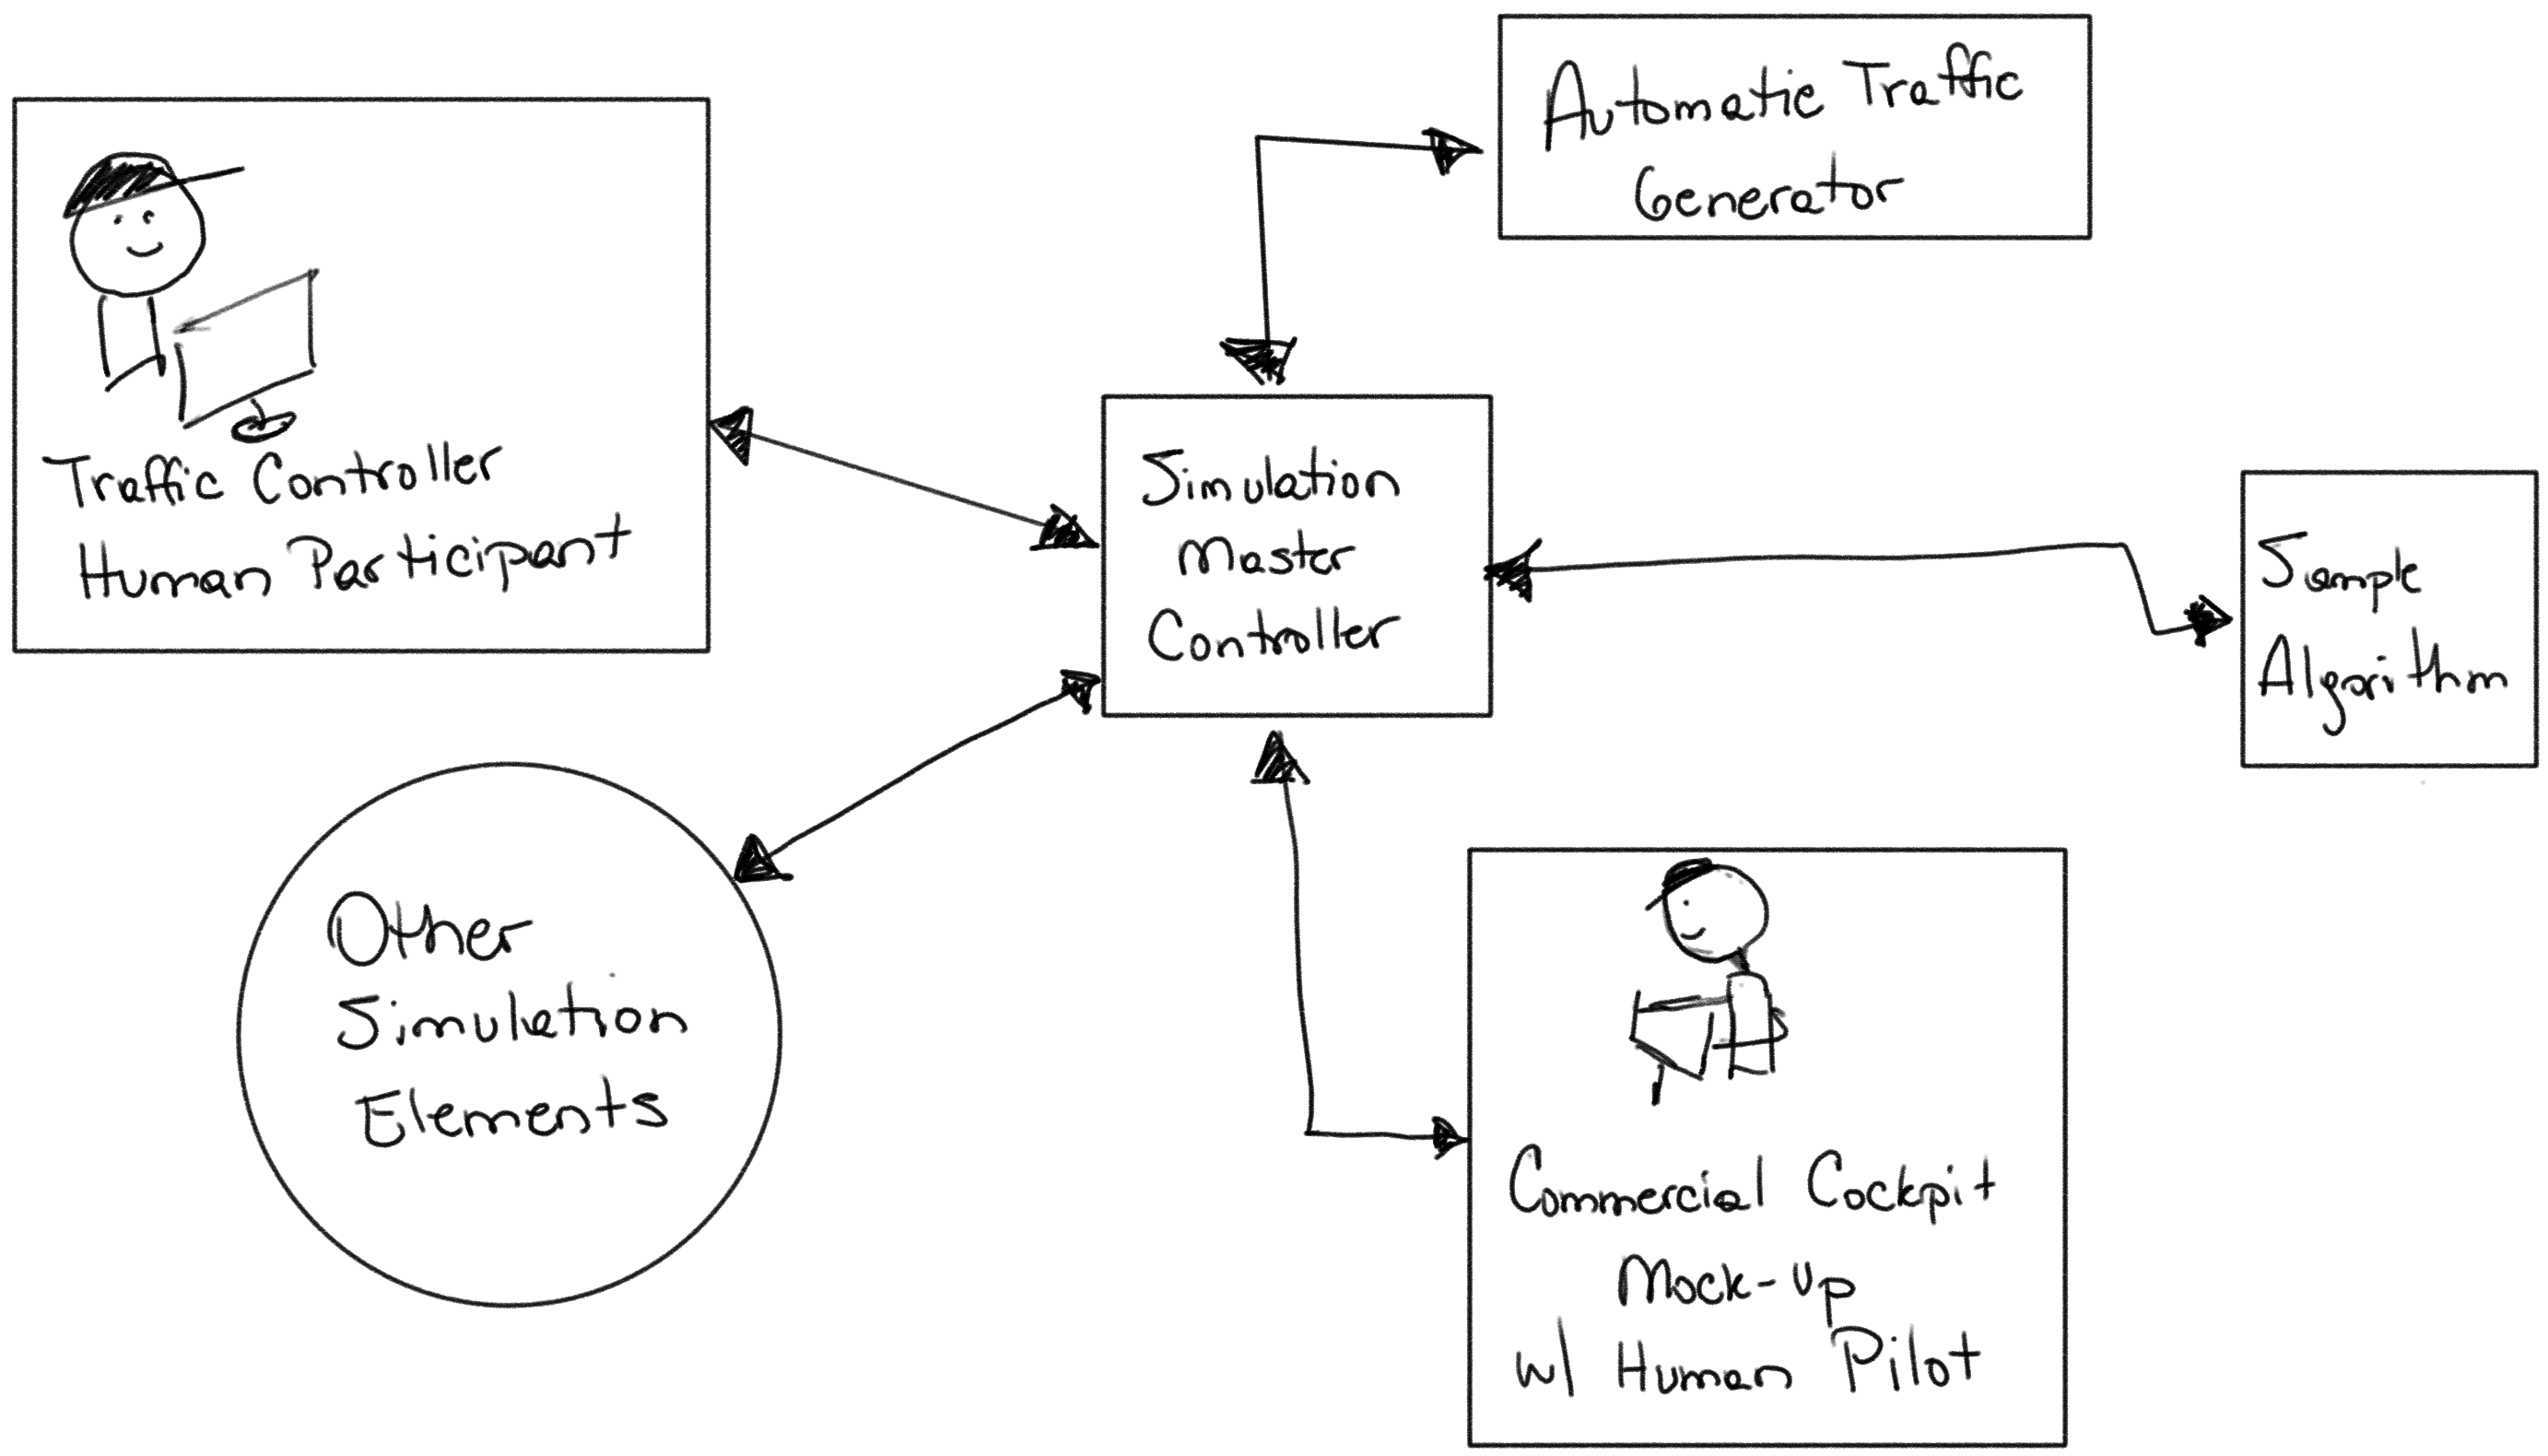 Automatic Traffic
Generator
Traffic Controller
Human Participant
Simulation
Master
Controller
Sample
Algorithm
Other
Simulation
Elements
Commercial Cockpit
Mock-up
w/ Human Pilot